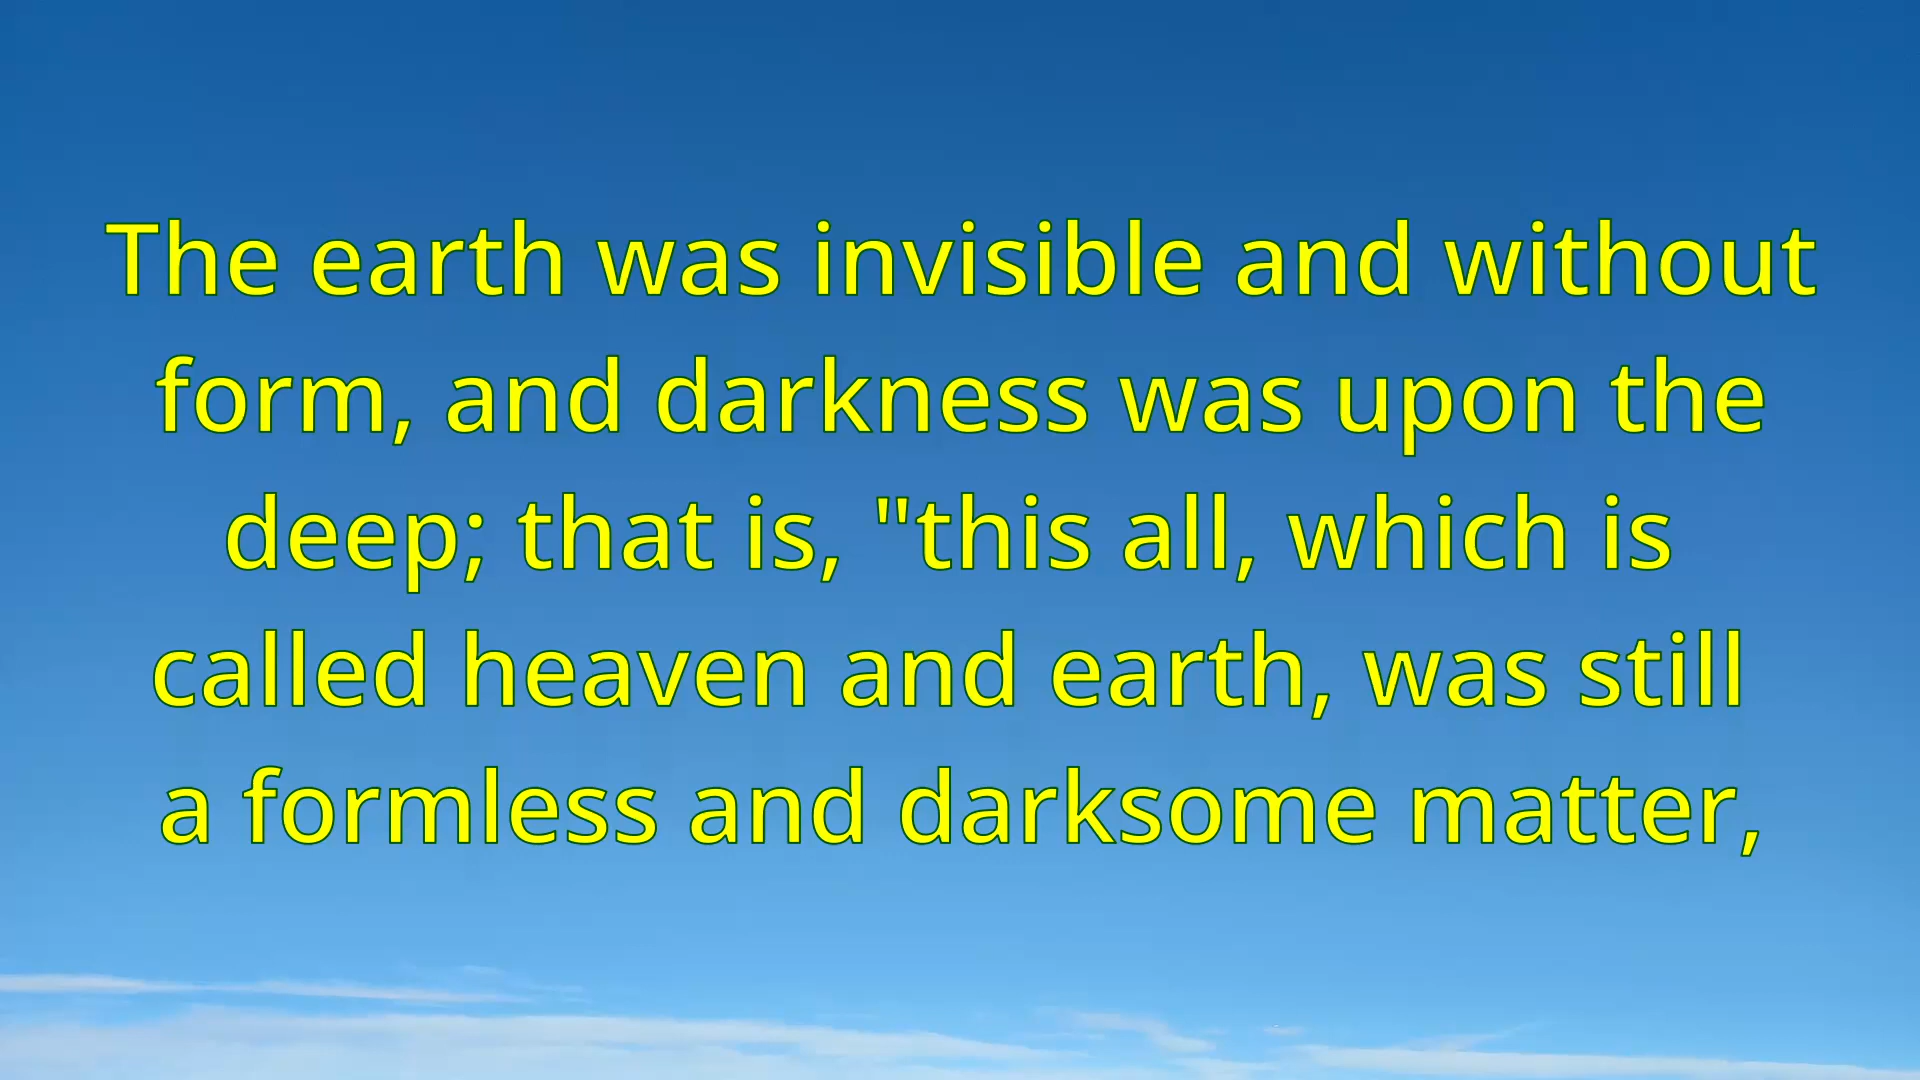 The earth was invisible and without
form, and darkness was upon the
deep; that is, "this all, which is
called heaven and earth, was still
a formless and darksome matter,